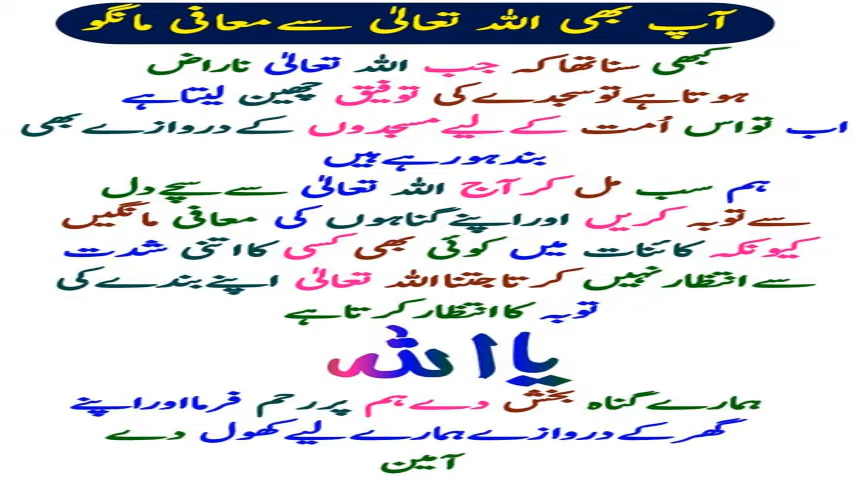 آپ بھی اللہ تعالیٰ سے معافی مانگو
کبھی سنا تھا کہ جب اللہ تعالیٰ ناراض
ہوتا ہے تو سجدے کی توفیق چھین لیتا ہے
اب تو اس اُمت کے لیے مسجدوں کے دروازے بھی
بند ہو رہے ہیں
ہم سب مل کر آج اللہ تعالیٰ سے سچے دل
سے توبہ کریں اور اپنے گناہوں کی معافی مانگیں
کیونکہ کائنات میں کوئی بھی کسی کا اتنی شدت
سے انتظار نہیں کرتا جتنا اللہ تعالیٰ اپنے بندے کی
توبہ کا انتظار کرتا ہے
یا اللہ
ہمارے گناہ بخش دے ہم پر رحم فرما اور اپنے
گھر کے دروازے ہمارے لیے کھول دے
آمین